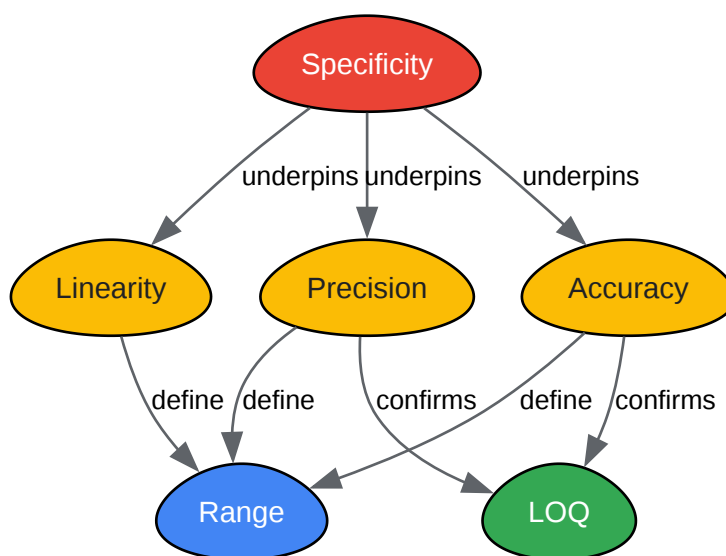 Specificity
underpins
underpins
underpins
Linearity
Precision
Accuracy
define
define
confirms
define
confirms
Range
LOQ